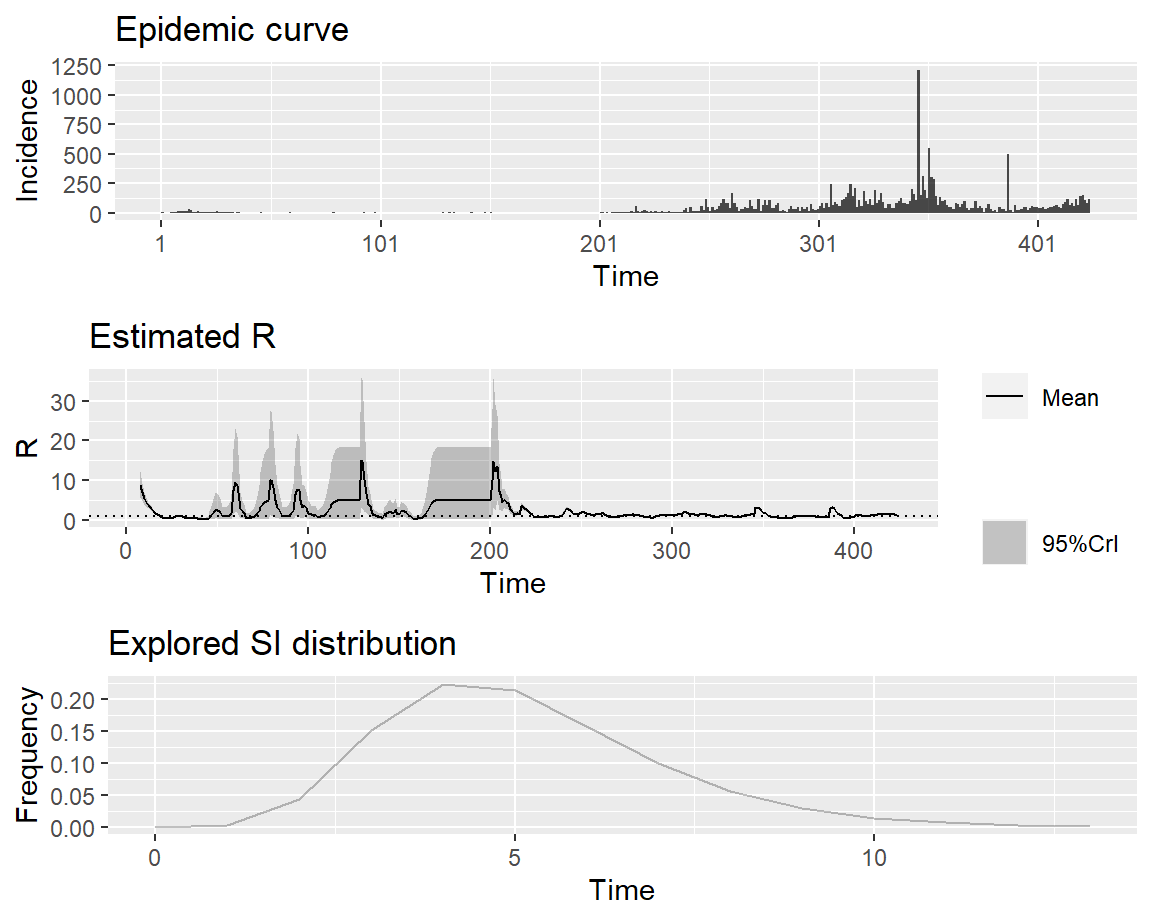 Epidemic curve
Incidence
1250
1000
750
500
250
0
1 101 201 301 401
Time
Estimated R
R
30
20
10
0
0 100 200 300 400
Time
Mean
95%CrI
Explored SI distribution
Frequency
0.20
0.15
0.10
0.05
0.00
0 5 10
Time